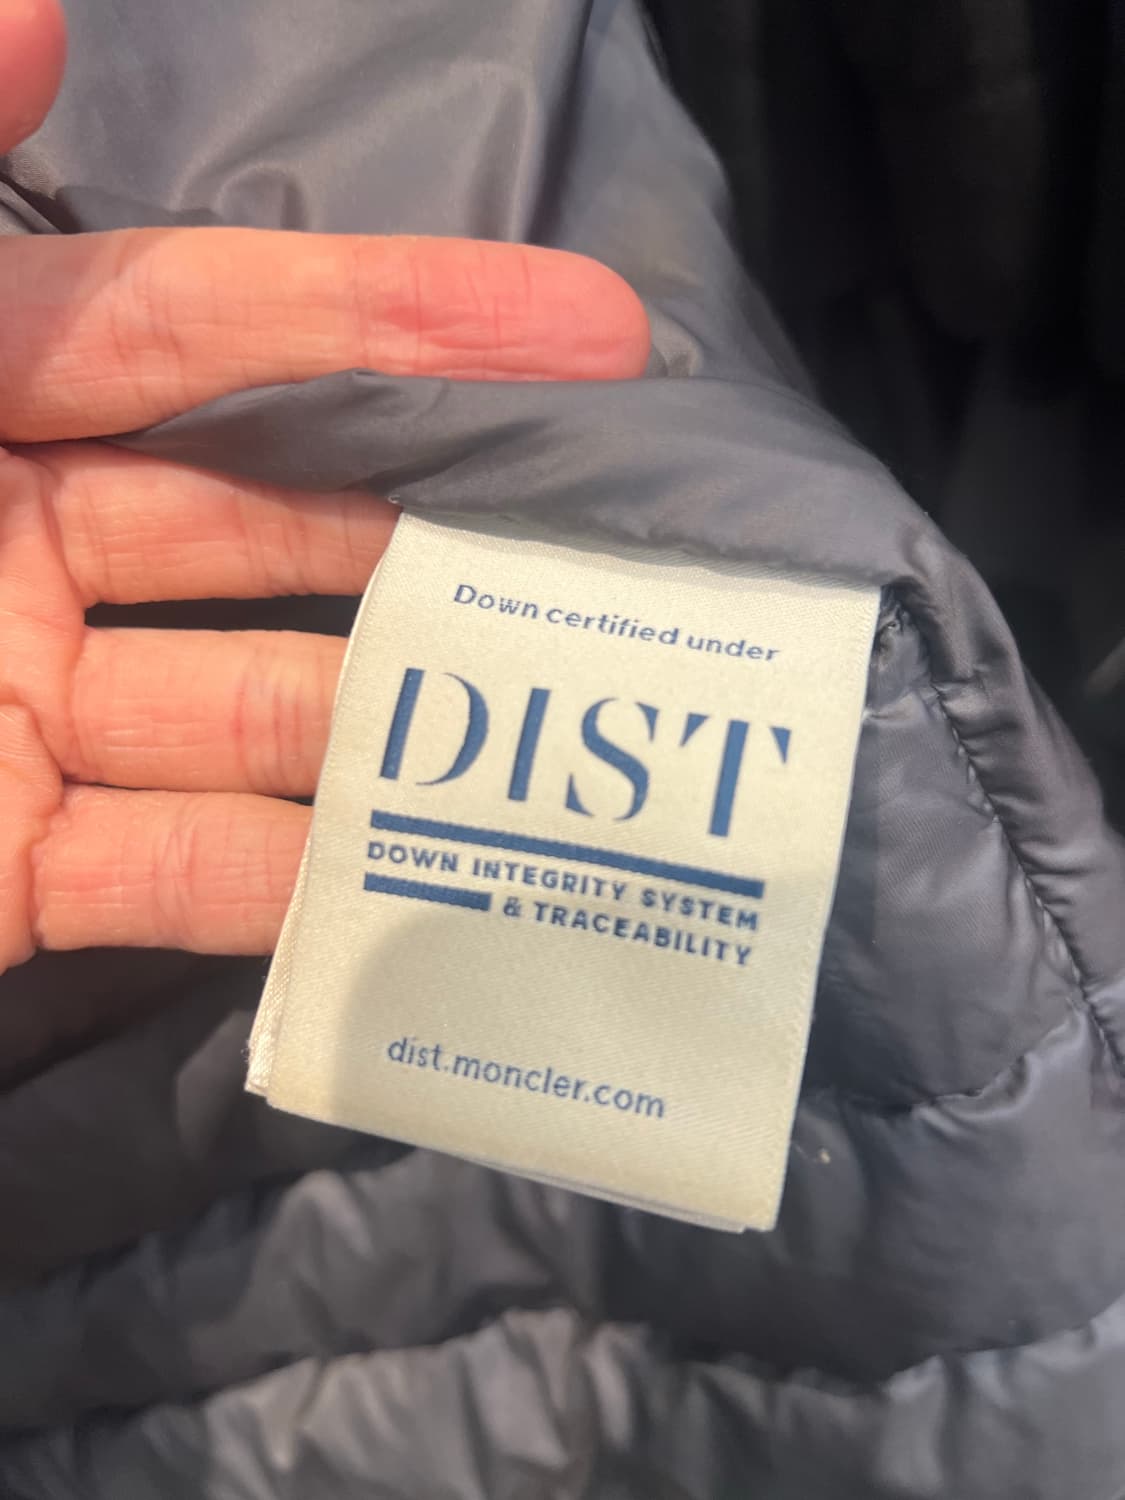 Down certified under
DIST
DOWN INTEGRITY SYSTEM
& TRACEABILITY
dist.moncler.com